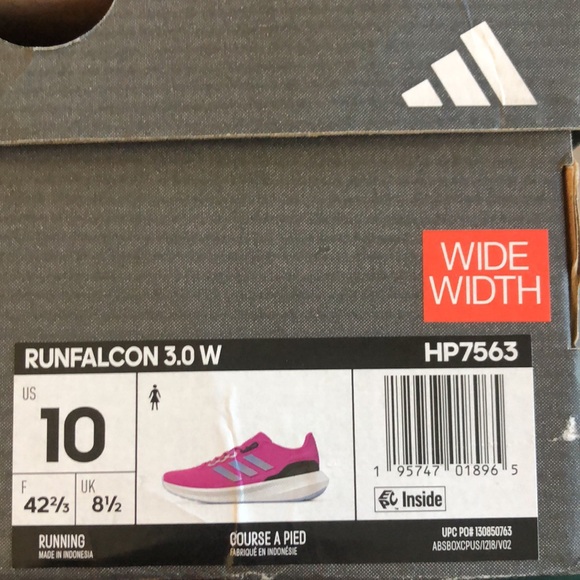 WIDE
WIDTH
RUNFALCON 3.0 W HP7563
US
10
F
42⅔
UK
8½
1 95747 01896 5
Inside
RUNNING
MADE IN INDONESIA
COURSE A PIED
FABRIQUÉ EN INDONÉSIE
UPC PO# 130850763
ABSBOXCPUS/1218/V02